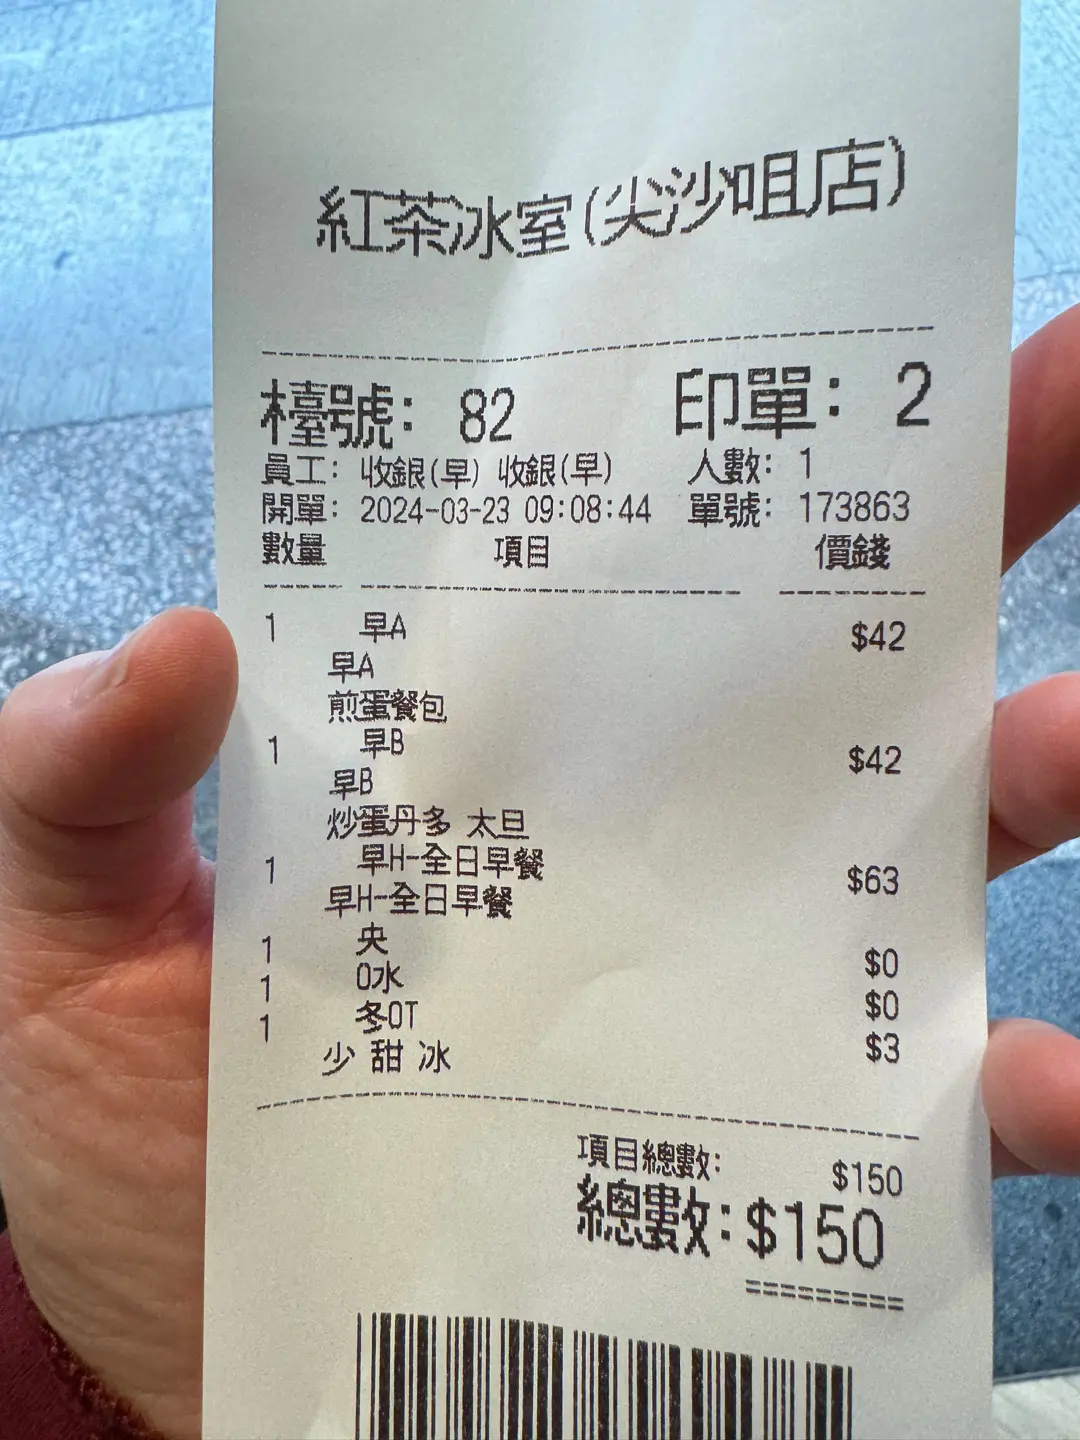 紅茶冰室(尖沙咀店)
檯號: 82 印單: 2
員工: 收銀(早) 收銀(早) 人數: 1
開單: 2024-03-23 09:08:44 單號: 173863
數量 項目 價錢
1 早A $42
早A
煎蛋餐包
1 早B $42
早B
炒蛋丹多 太旦
1 早H-全日早餐 $63
早H-全日早餐
1 央 $0
1 O水 $0
1 冬OT $3
少 甜 冰
項目總數: $150
總數: $150
=========